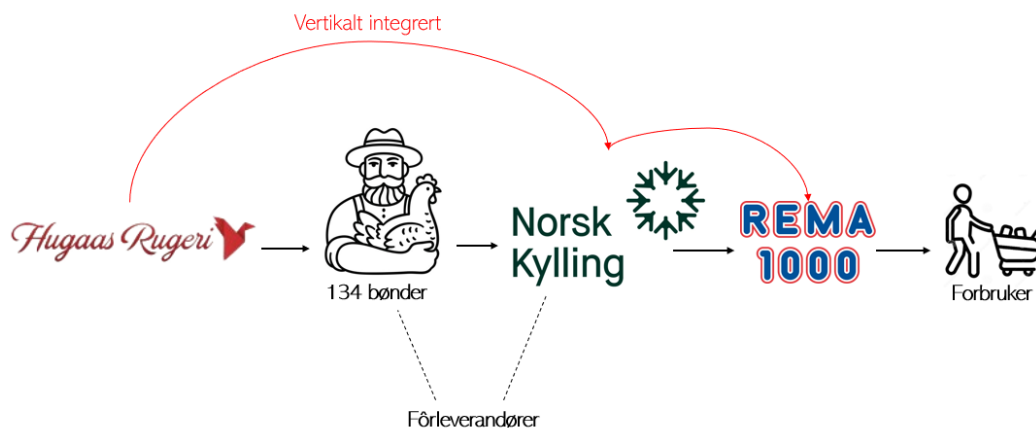 Vertikalt integrert
Hugaas Rugeri
134 bønder
Norsk
Kylling
REMA
1000
Forbruker
Fôrleverandører